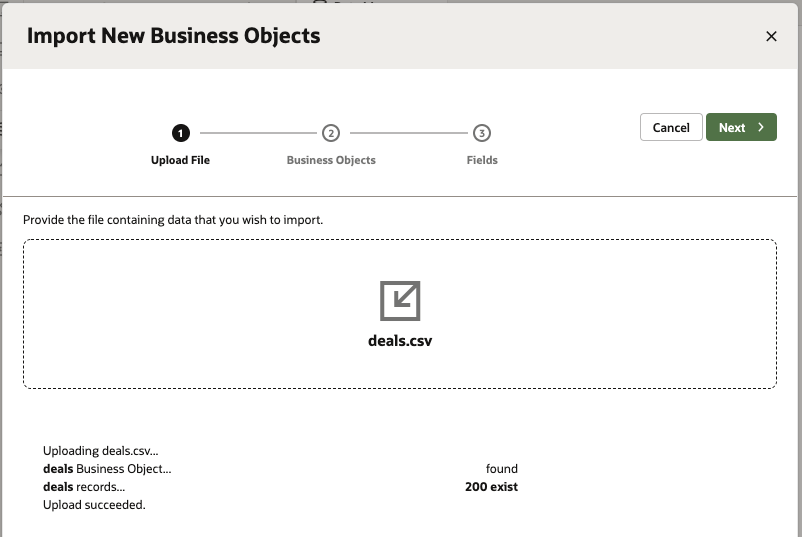 Import New Business Objects
1 2 3
Cancel Next
Upload File Business Objects Fields
Provide the file containing data that you wish to import.
deals.csv
Uploading deals.csv...
deals Business Object... found
deals records... 200 exist
Upload succeeded.